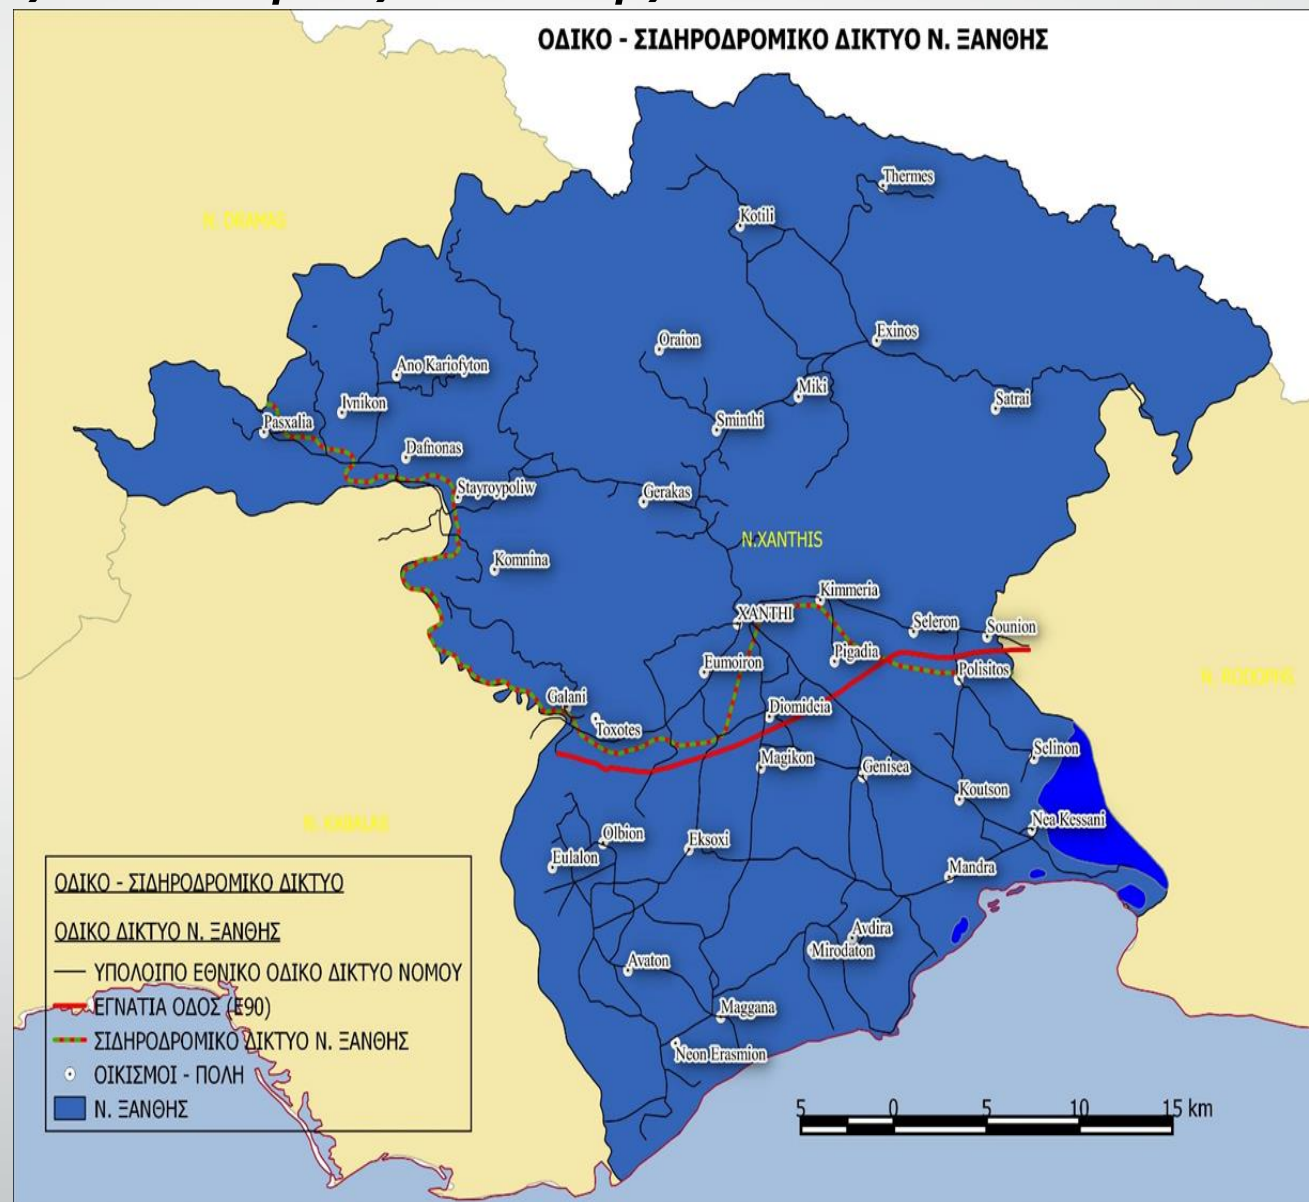 ΟΔΙΚΟ - ΣΙΔΗΡΟΔΡΟΜΙΚΟ ΔΙΚΤΥΟ Ν. ΞΑΝΘΗΣ
Thermes
N. DRAMAS
Kotili
Exinos
Oraion
Ano Kariofyton
Miki
Satrai
Ivnikon
Pasxalia
Sminthi
Dafnonas
Stayroypoliw
Gerakas
N.XANTHIS
Komnina
Kimmeria
XANTHI
Seleron
Sounion
Eumoiron
Pigadia
Polisitos
N. RODOPHS
Galani
Toxotes
Diomideia
Selinon
Magikon
Genisea
Koutson
N. KABALAS
Nea Kessani
Olbion
Eksoxi
Eulalon
Mandra
ΟΔΙΚΟ - ΣΙΔΗΡΟΔΡΟΜΙΚΟ ΔΙΚΤΥΟ
ΟΔΙΚΟ ΔΙΚΤΥΟ Ν. ΞΑΝΘΗΣ
Avdira
Mirodaton
Avaton
ΥΠΟΛΟΙΠΟ ΕΘΝΙΚΟ ΟΔΙΚΟ ΔΙΚΤΥΟ ΝΟΜΟΥ
ΕΓΝΑΤΙΑ ΟΔΟΣ (Ε90)
Maggana
ΣΙΔΗΡΟΔΡΟΜΙΚΟ ΔΙΚΤΥΟ Ν. ΞΑΝΘΗΣ
Neon Erasmion
ΟΙΚΙΣΜΟΙ - ΠΟΛΗ
Ν. ΞΑΝΘΗΣ
5 0 5 10 15 km